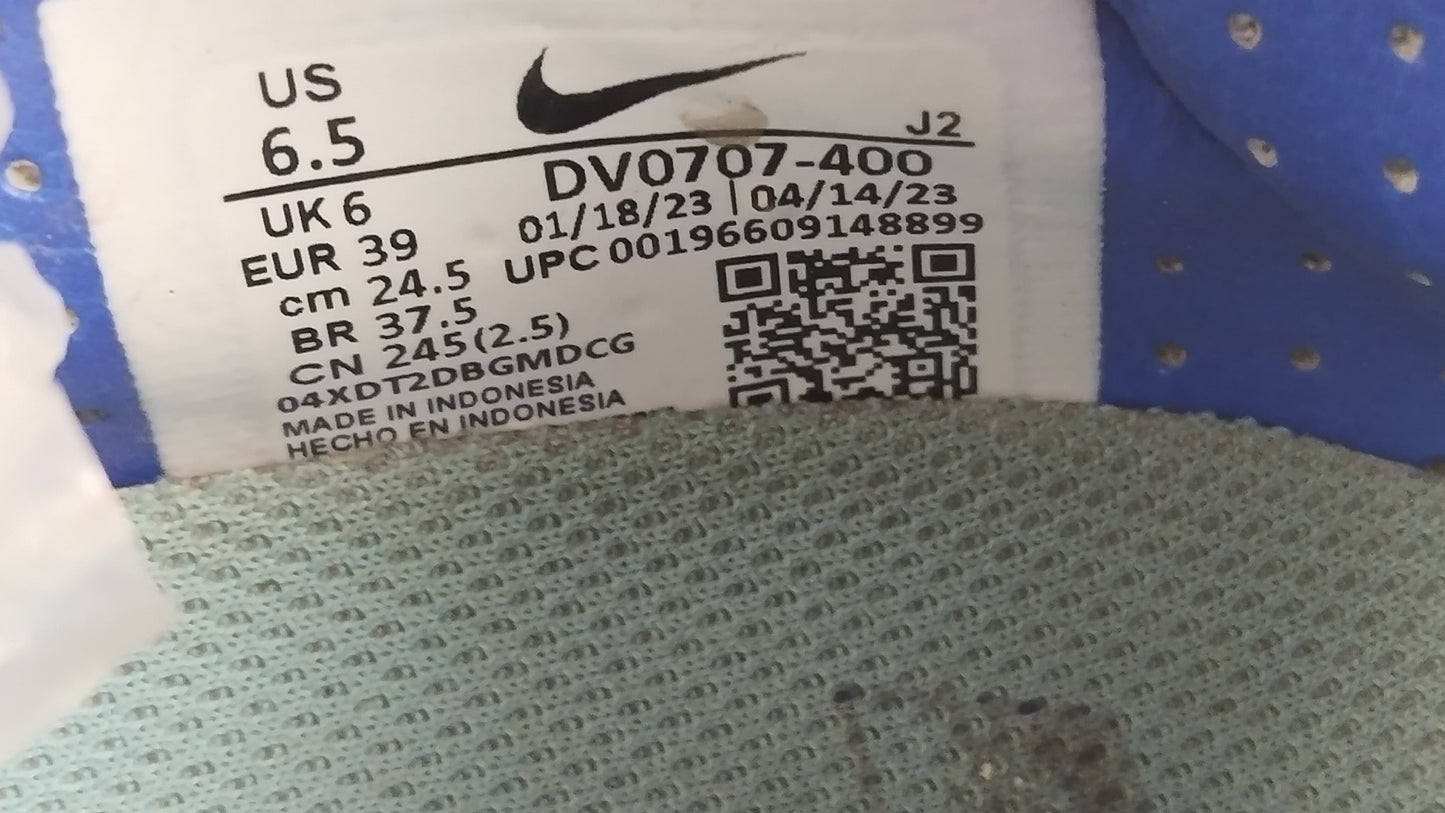 US
6.5
J2
UK 6
DV0707-400
EUR 39
01/18/23 | 04/14/23
cm 24.5
UPC 00196609148899
BR 37.5
CN 245(2.5)
04XDT2DBGMDCG
MADE IN INDONESIA
HECHO EN INDONESIA